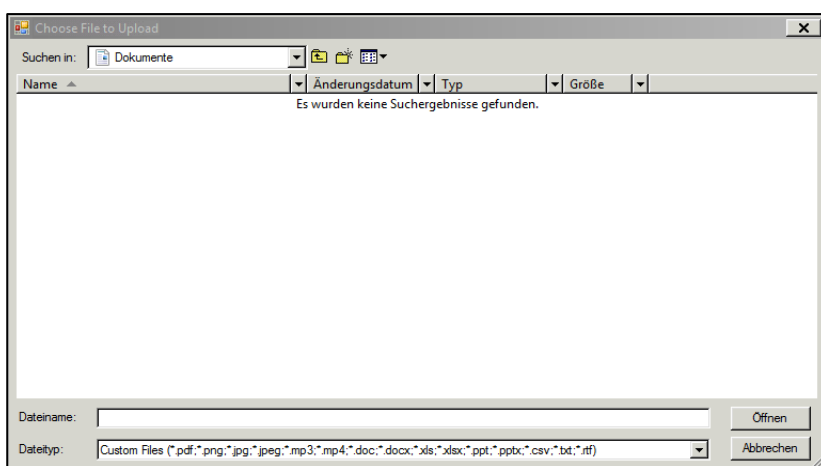 Choose File to Upload
Suchen in: Dokumente
Name Änderungsdatum Typ Größe
Es wurden keine Suchergebnisse gefunden.
Dateiname: Öffnen
Dateityp: Custom Files (*.pdf;*.png;*.jpg;*.jpeg;*.mp3;*.mp4;*.doc;*.docx;*.xls;*.xlsx;*.ppt;*.pptx;*.csv;*.txt;*.rtf) Abbrechen